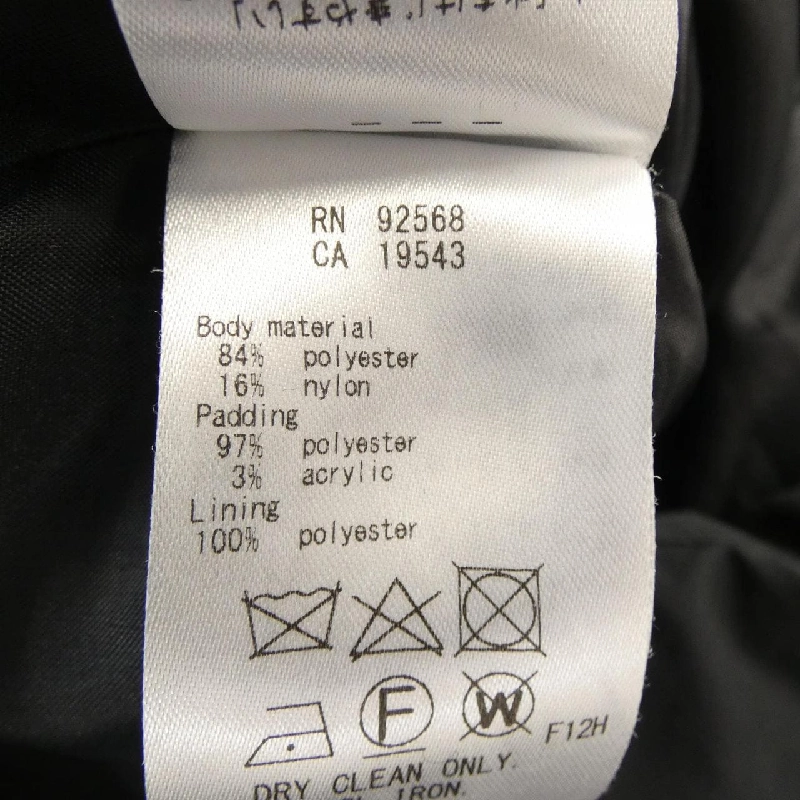 RN 92568
CA 19543
Body material
84% polyester
16% nylon
Padding
97% polyester
3% acrylic
Lining
100% polyester
F
W
F12H
DRY CLEAN ONLY.
IRON.